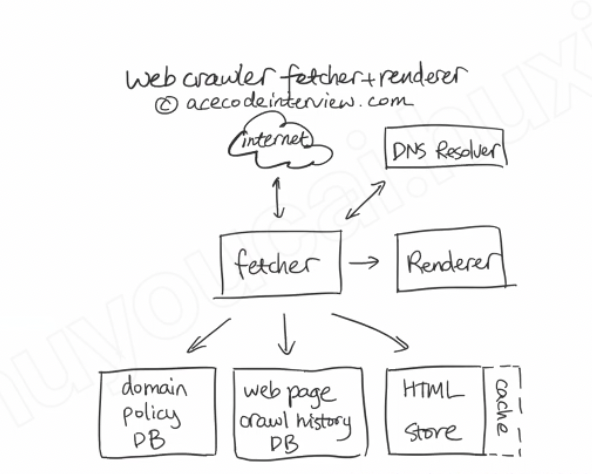 web crawler fetcher+renderer
© acecodeinterview.com
internet
DNS Resolver
fetcher
Renderer
domain
policy
DB
web page
crawl history
DB
HTML
store
cache